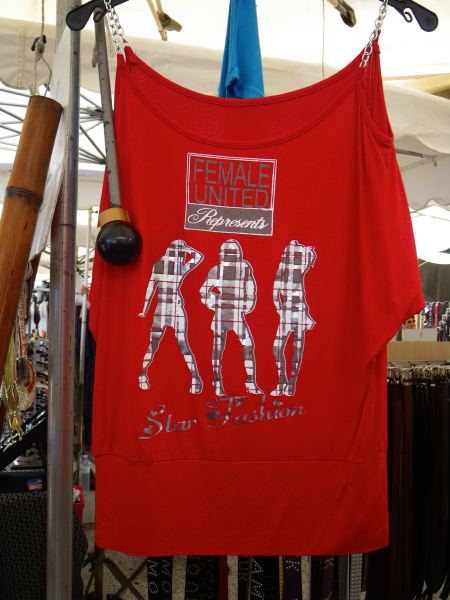 FEMALE
UNITED
Represents
Star Fashion